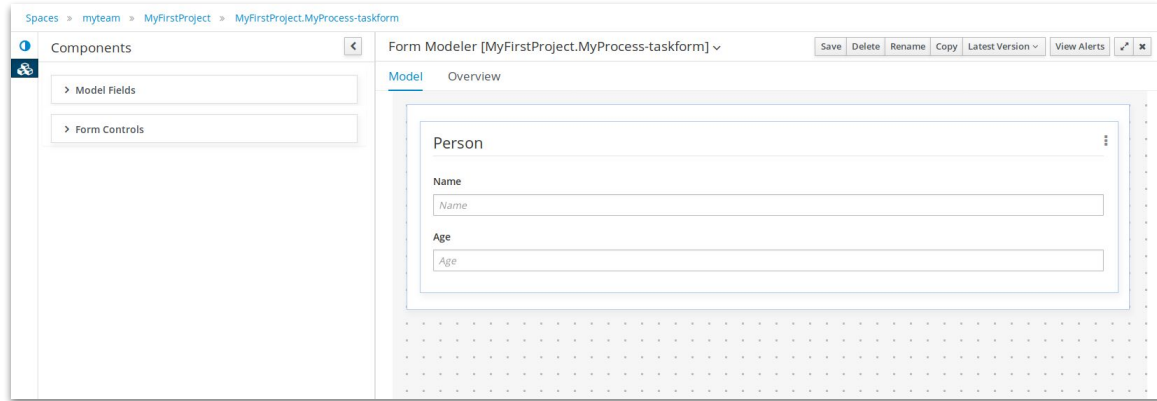 Spaces » myteam » MyFirstProject » MyFirstProject.MyProcess-taskform
Components
Form Modeler [MyFirstProject.MyProcess-taskform]
Save Delete Rename Copy Latest Version View Alerts
Model Overview
Model Fields
Form Controls
Person
Name
Name
Age
Age